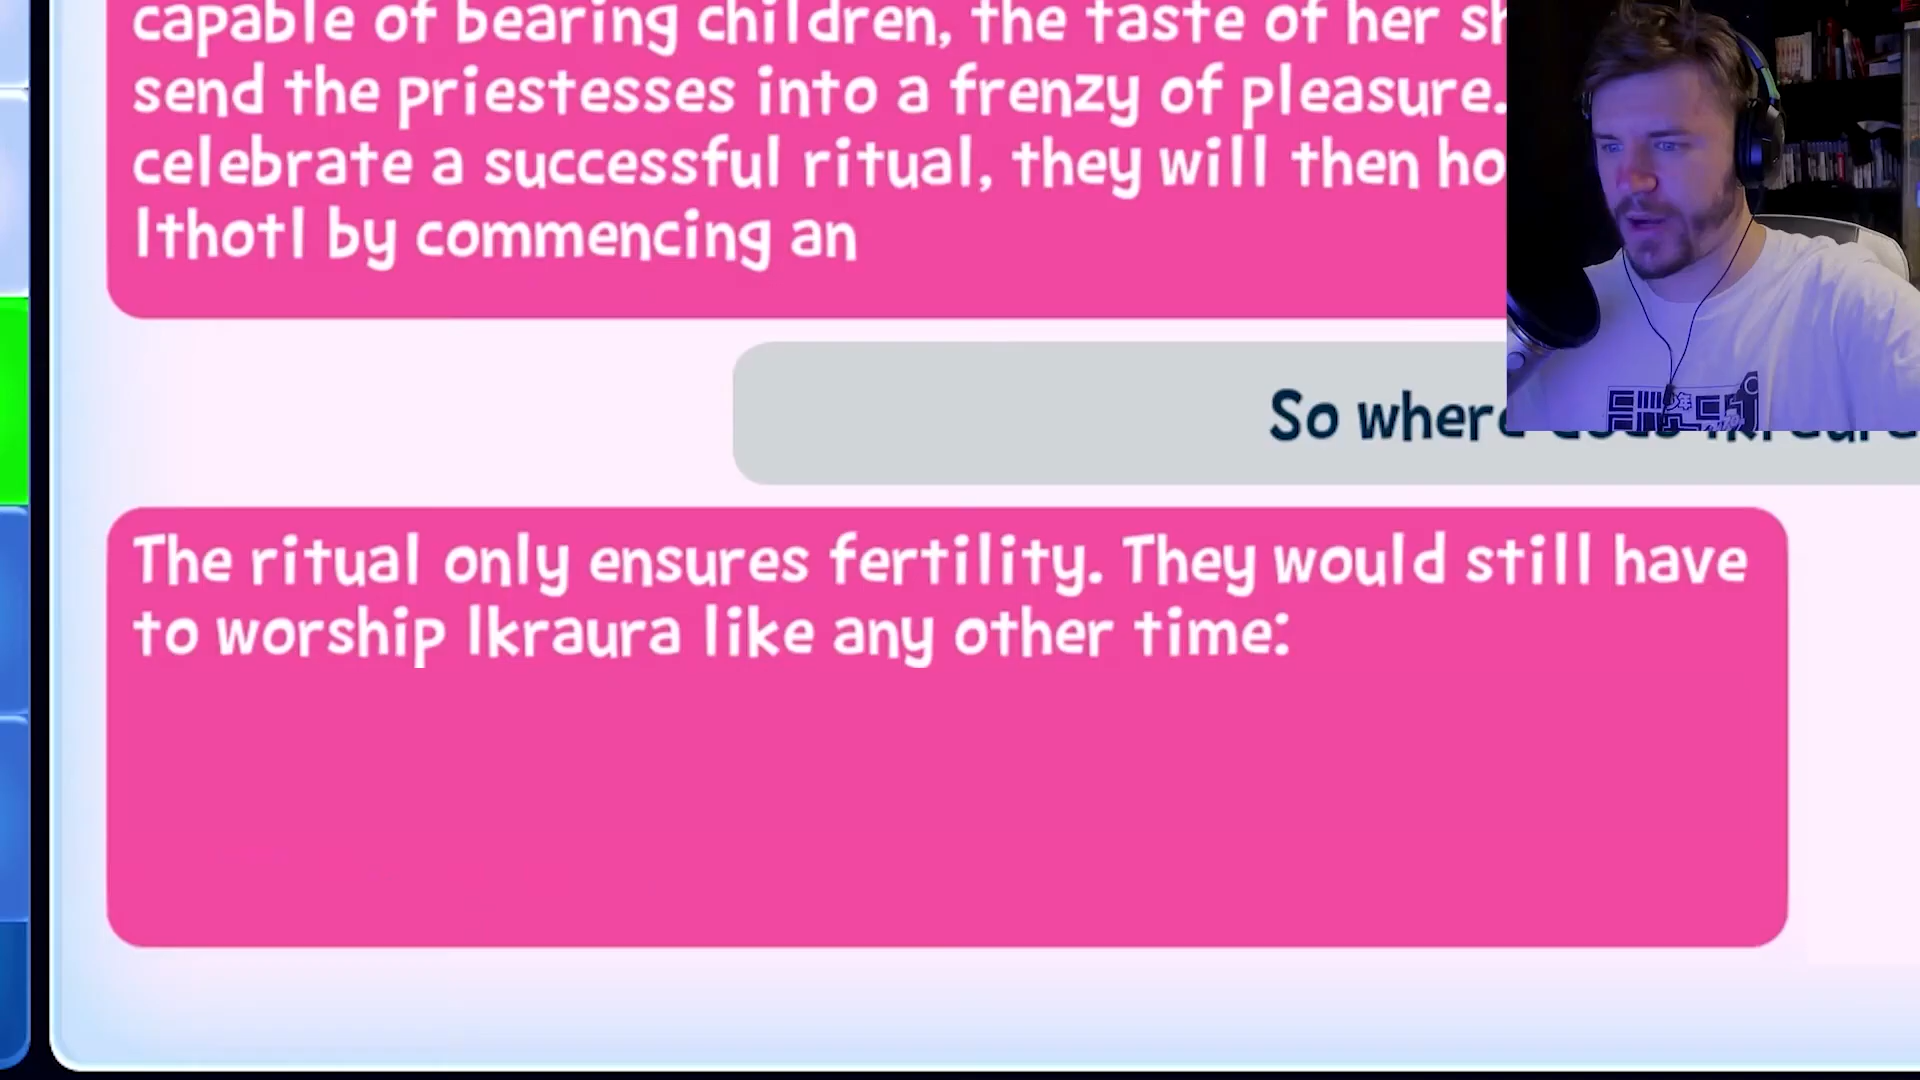 capable of bearing children, the taste of her
send the priestesses into a frenzy of pleasure.
celebrate a successful ritual, they will then
Ithotl by commencing an
So where
The ritual only ensures fertility. They would still have
to worship Ikraura like any other time: